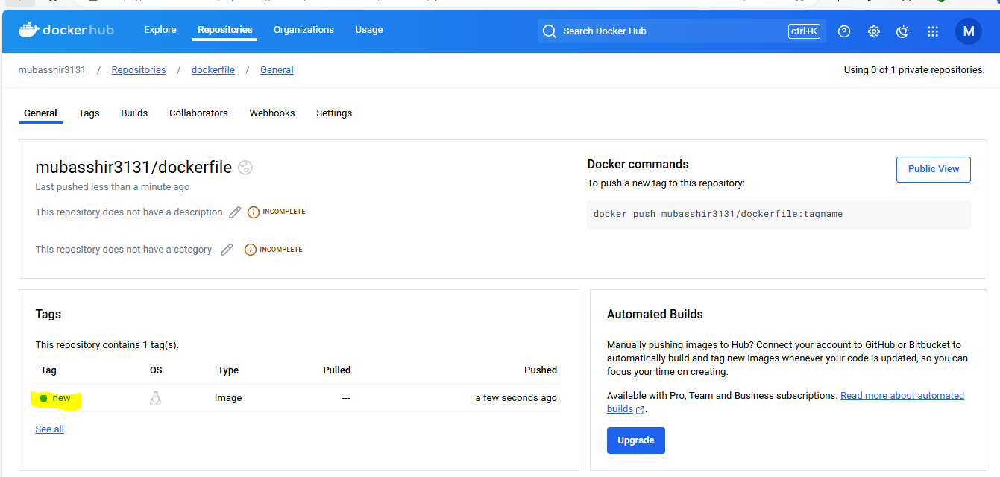 dockerhub Explore Repositories Organizations Usage Search Docker Hub ctrl+K M
mubasshir3131 / Repositories / dockerfile / General Using 0 of 1 private repositories.
General Tags Builds Collaborators Webhooks Settings
mubasshir3131/dockerfile
Last pushed less than a minute ago
This repository does not have a description INCOMPLETE
This repository does not have a category INCOMPLETE
Docker commands
Public View
To push a new tag to this repository:
docker push mubasshir3131/dockerfile:tagname
Tags
This repository contains 1 tag(s).
Tag OS Type Pulled Pushed
new Image --- a few seconds ago
See all
Automated Builds
Manually pushing images to Hub? Connect your account to GitHub or Bitbucket to
automatically build and tag new images whenever your code is updated, so you can
focus your time on creating.
Available with Pro, Team and Business subscriptions. Read more about automated
builds .
Upgrade